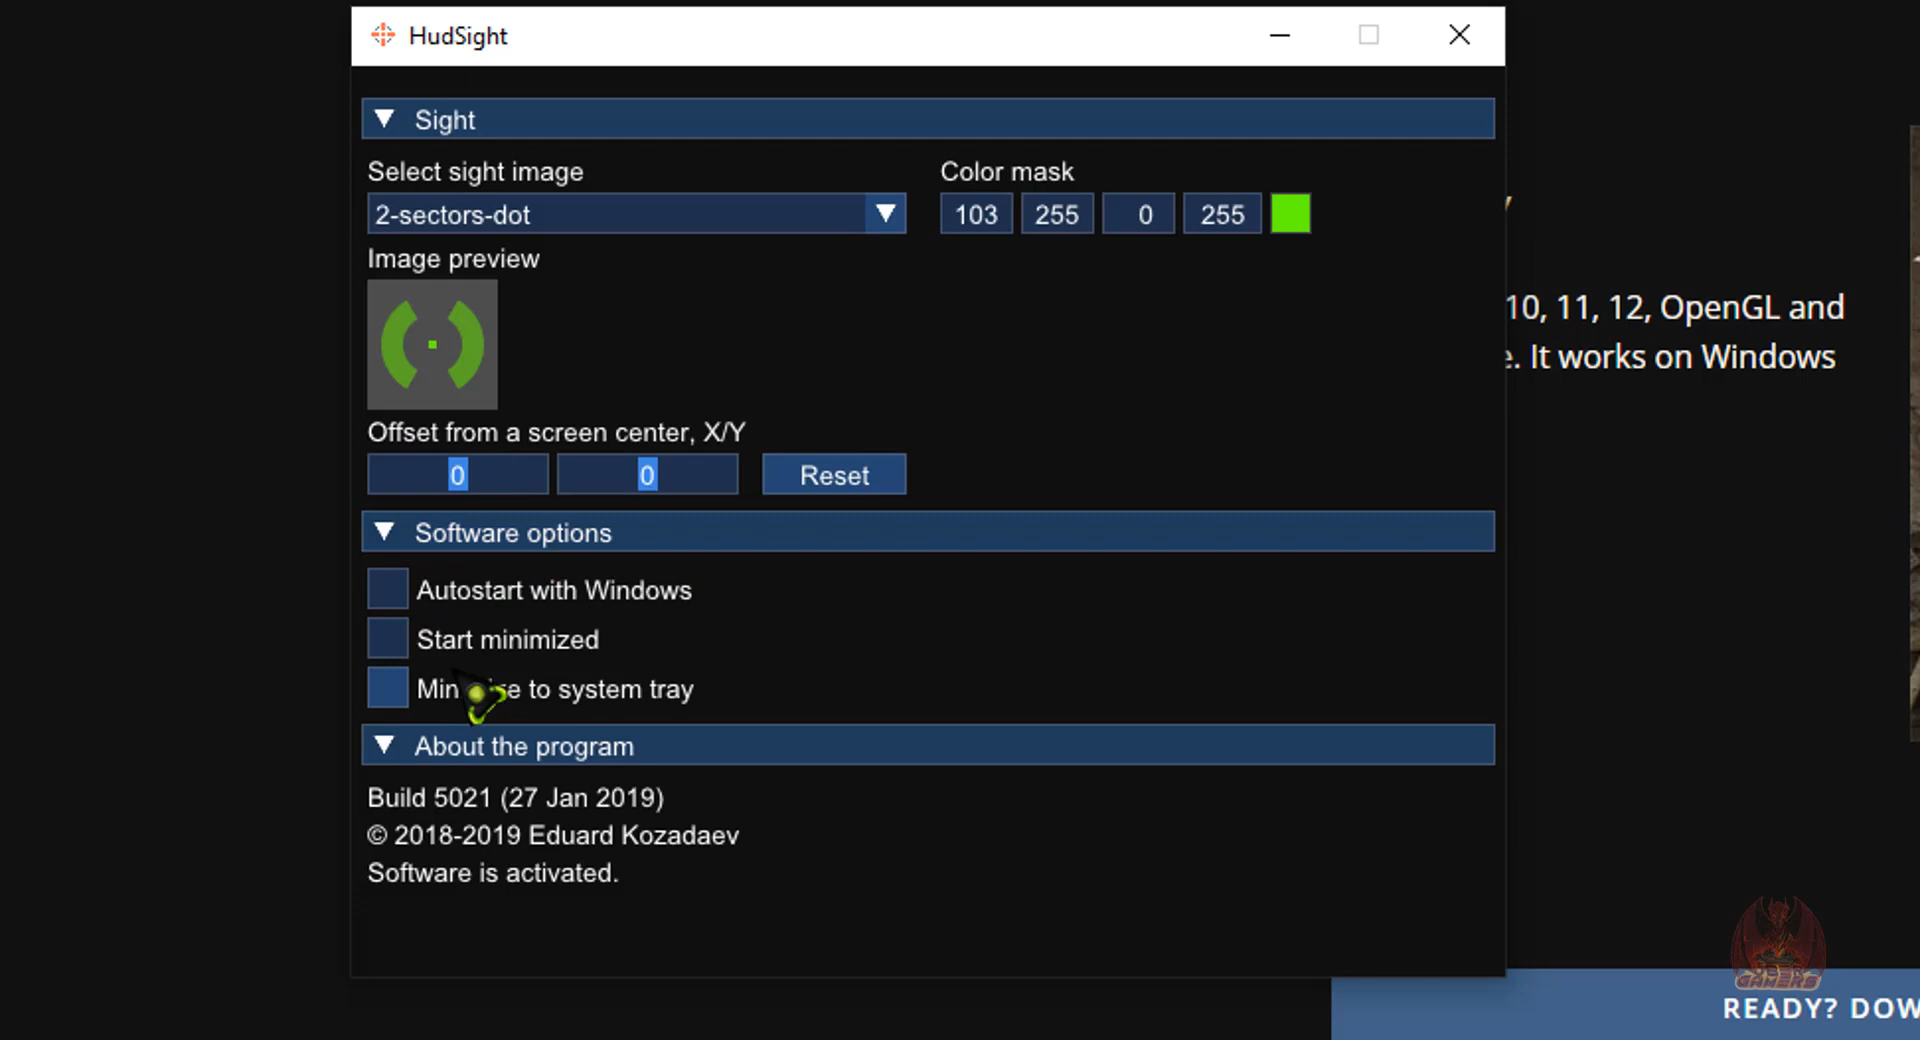 HudSight
Sight
Select sight image
Color mask
2-sectors-dot
103 255 0 255
Image preview
10, 11, 12, OpenGL and
. It works on Windows
Offset from a screen center, X/Y
0 0 Reset
Software options
Autostart with Windows
Start minimized
to system tray
About the program
Build 5021 (27 Jan 2019)
© 2018-2019 Eduard Kozadaev
Software is activated.
GAMERS
READY?